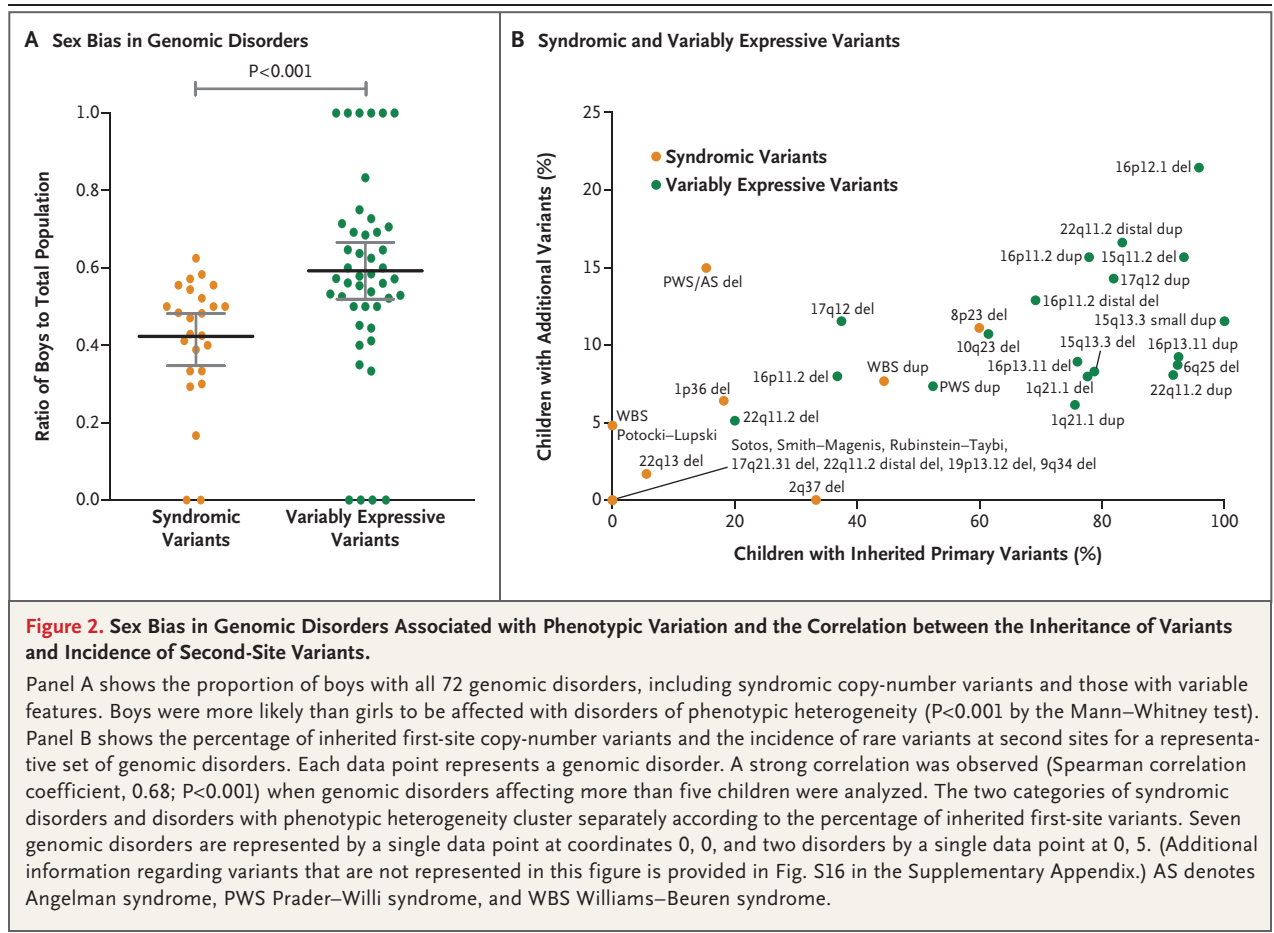 A Sex Bias in Genomic Disorders
P<0.001
1.0
0.8
0.6
0.4
0.2
0.0
Ratio of Boys to Total Population
Syndromic
Variants
Variably Expressive
Variants
B Syndromic and Variably Expressive Variants
25
20
15
10
5
0
Children with Additional Variants (%)
Syndromic Variants
Variably Expressive Variants
16p12.1 del
22q11.2 distal dup
16p11.2 dup
15q11.2 del
PWS/AS del
17q12 dup
17q12 del
16p11.2 distal del
8p23 del
15q13.3 small dup
10q23 del
15q13.3 del
16p13.11 dup
WBS dup
16p13.11 del
6q25 del
16p11.2 del
PWS dup
1q21.1 del
22q11.2 dup
1p36 del
22q11.2 del
1q21.1 dup
WBS
Potocki–Lupski
Sotos, Smith–Magenis, Rubinstein–Taybi,
17q21.31 del, 22q11.2 distal del, 19p13.12 del, 9q34 del
22q13 del
2q37 del
0
20
40
60
80
100
Children with Inherited Primary Variants (%)
Figure 2. Sex Bias in Genomic Disorders Associated with Phenotypic Variation and the Correlation between the Inheritance of Variants
and Incidence of Second-Site Variants.
Panel A shows the proportion of boys with all 72 genomic disorders, including syndromic copy-number variants and those with variable
features. Boys were more likely than girls to be affected with disorders of phenotypic heterogeneity (P<0.001 by the Mann–Whitney test).
Panel B shows the percentage of inherited first-site copy-number variants and the incidence of rare variants at second sites for a representa-
tive set of genomic disorders. Each data point represents a genomic disorder. A strong correlation was observed (Spearman correlation
coefficient, 0.68; P<0.001) when genomic disorders affecting more than five children were analyzed. The two categories of syndromic
disorders and disorders with phenotypic heterogeneity cluster separately according to the percentage of inherited first-site variants. Seven
genomic disorders are represented by a single data point at coordinates 0, 0, and two disorders by a single data point at 0, 5. (Additional
information regarding variants that are not represented in this figure is provided in Fig. S16 in the Supplementary Appendix.) AS denotes
Angelman syndrome, PWS Prader–Willi syndrome, and WBS Williams–Beuren syndrome.